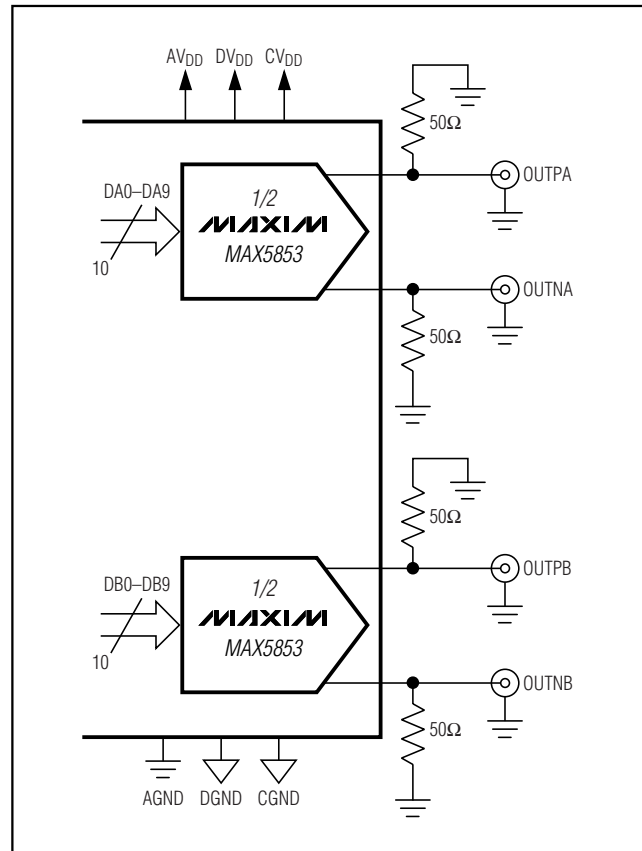 AVDD DVDD CVDD
50Ω
DA0–DA9
1/2
MAXIM
MAX5853
10
OUTPA
OUTNA
50Ω
50Ω
DB0–DB9
1/2
MAXIM
MAX5853
10
OUTPB
OUTNB
50Ω
AGND DGND CGND